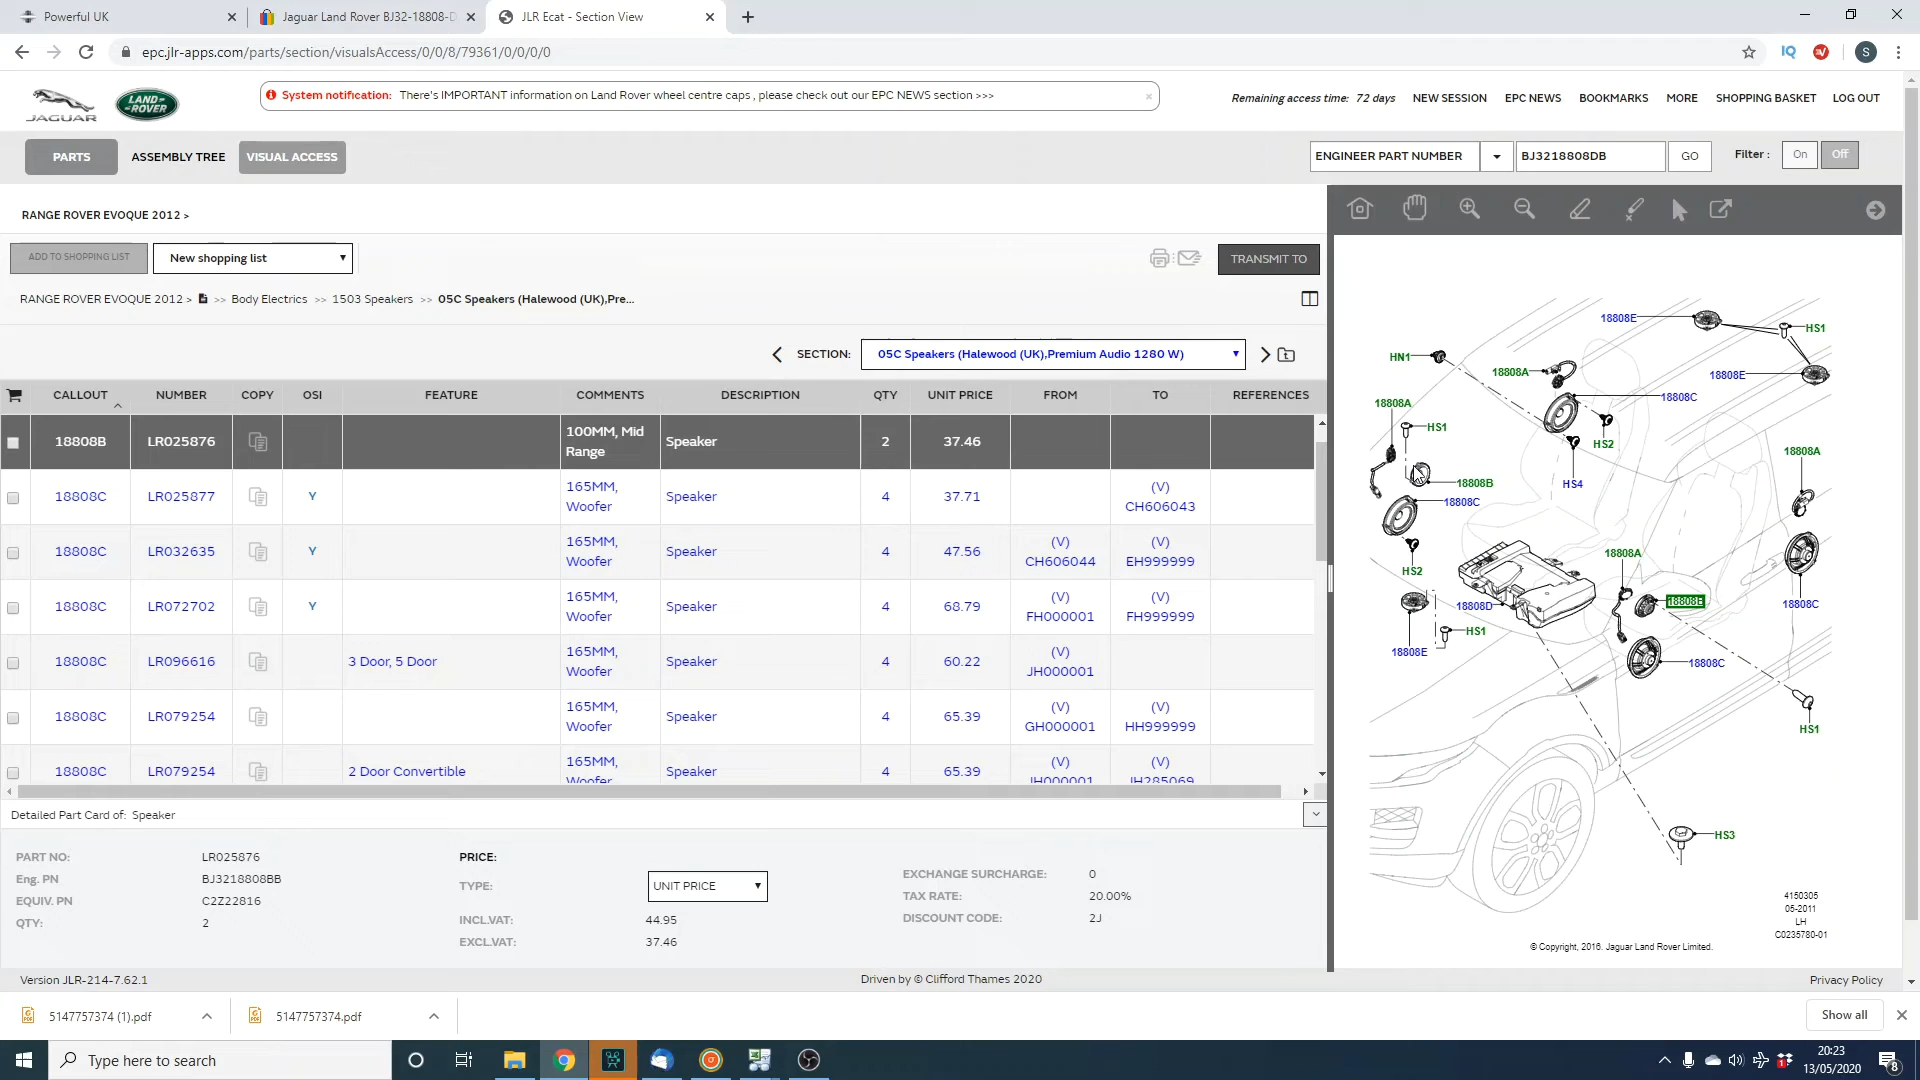 Powerful UK
Jaguar Land Rover BJ32-18808-D
JLR Ecat - Section View
epc.jlr-apps.com/parts/section/visualsAccess/0/0/8/79361/0/0/0/0
IQ
S
JAGUAR
LAND-ROVER
System notification: There's IMPORTANT information on Land Rover wheel centre caps , please check out our EPC NEWS section >>>
Remaining access time: 72 days NEW SESSION EPC NEWS BOOKMARKS MORE SHOPPING BASKET LOG OUT
PARTS ASSEMBLY TREE VISUAL ACCESS
ENGINEER PART NUMBER BJ3218808DB GO Filter : On Off
RANGE ROVER EVOQUE 2012 >
ADD TO SHOPPING LIST New shopping list
TRANSMIT TO
RANGE ROVER EVOQUE 2012 > >> Body Electrics >> 1503 Speakers >> 05C Speakers (Halewood (UK),Pre...
SECTION: 05C Speakers (Halewood (UK),Premium Audio 1280 W)
CALLOUT NUMBER COPY OSI FEATURE COMMENTS DESCRIPTION QTY UNIT PRICE FROM TO REFERENCES
18808B LR025876 100MM, Mid Range Speaker 2 37.46
18808C LR025877 Y 165MM, Woofer Speaker 4 37.71 (V) CH606043
18808C LR032635 Y 165MM, Woofer Speaker 4 47.56 (V) CH606044 (V) EH999999
18808C LR072702 Y 165MM, Woofer Speaker 4 68.79 (V) FH000001 (V) FH999999
18808C LR096616 3 Door, 5 Door 165MM, Woofer Speaker 4 60.22 (V) JH000001
18808C LR079254 165MM, Woofer Speaker 4 65.39 (V) GH000001 (V) HH999999
18808C LR079254 2 Door Convertible 165MM, Woofer Speaker 4 65.39 (V) JH000001 (V) JH285069
Detailed Part Card of: Speaker
PART NO: LR025876
Eng. PN BJ3218808BB
EQUIV. PN C2Z22816
QTY: 2
PRICE:
TYPE: UNIT PRICE
INCL.VAT: 44.95
EXCL.VAT: 37.46
EXCHANGE SURCHARGE: 0
TAX RATE: 20.00%
DISCOUNT CODE: 2J
18808E
HS1
HN1
18808A
18808E
18808A
18808C
HS1
HS2
18808A
18808B
HS4
18808C
18808A
HS2
18808D
18808C
HS1
18808E
18808C
HS1
HS3
4150305
05-2011
LH
C0235780-01
© Copyright, 2016. Jaguar Land Rover Limited.
Version JLR-214-7.62.1 Driven by © Clifford Thames 2020 Privacy Policy
5147757374 (1).pdf
5147757374.pdf
Show all
Type here to search
20:23
13/05/2020
8